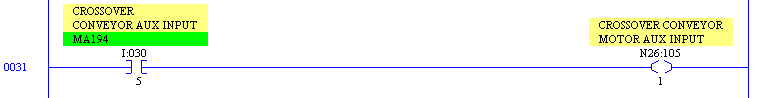 CROSSOVER
CONVEYOR AUX INPUT
MA194
I:030
5
CROSSOVER CONVEYOR
MOTOR AUX INPUT
N26:105
1
0031